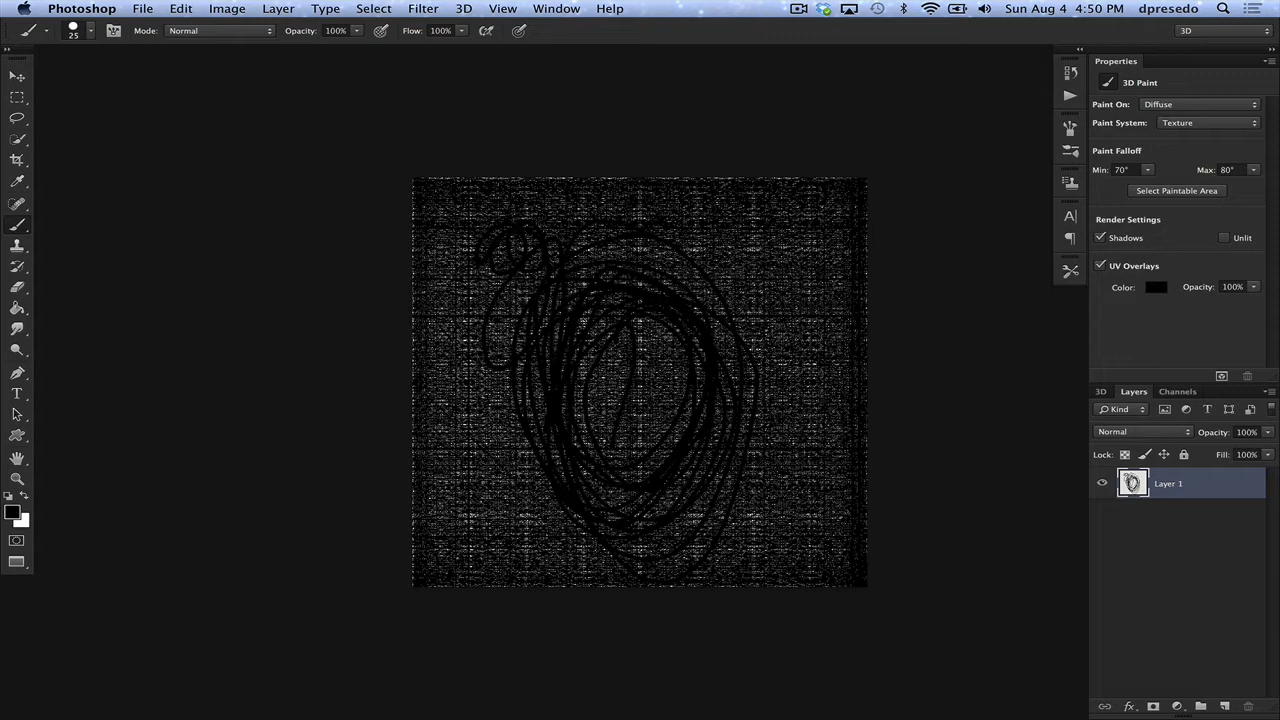 Photoshop File Edit Image Layer Type Select Filter 3D View Window Help Sun Aug 4 4:50 PM dpresedo
25 Mode: Normal Opacity: 100% Flow: 100% 3D
Properties
3D Paint
Paint On: Diffuse
Paint System: Texture
Paint Falloff
Min: 70° Max: 80°
Select Paintable Area
Render Settings
Shadows Unlit
UV Overlays
Color: Opacity: 100%
3D Layers Channels
Kind
Normal Opacity: 100%
Lock: Fill: 100%
Layer 1